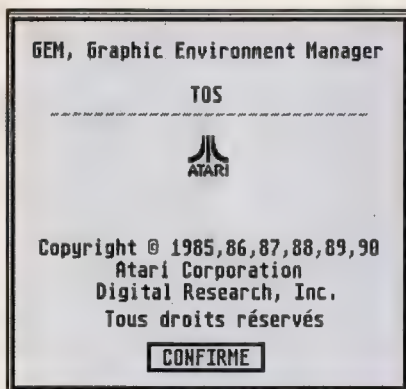 GEM, Graphic Environment Manager
TOS
ATARI
Copyright © 1985,86,87,88,89,90
Atari Corporation
Digital Research, Inc.
Tous droits réservés
CONFIRME